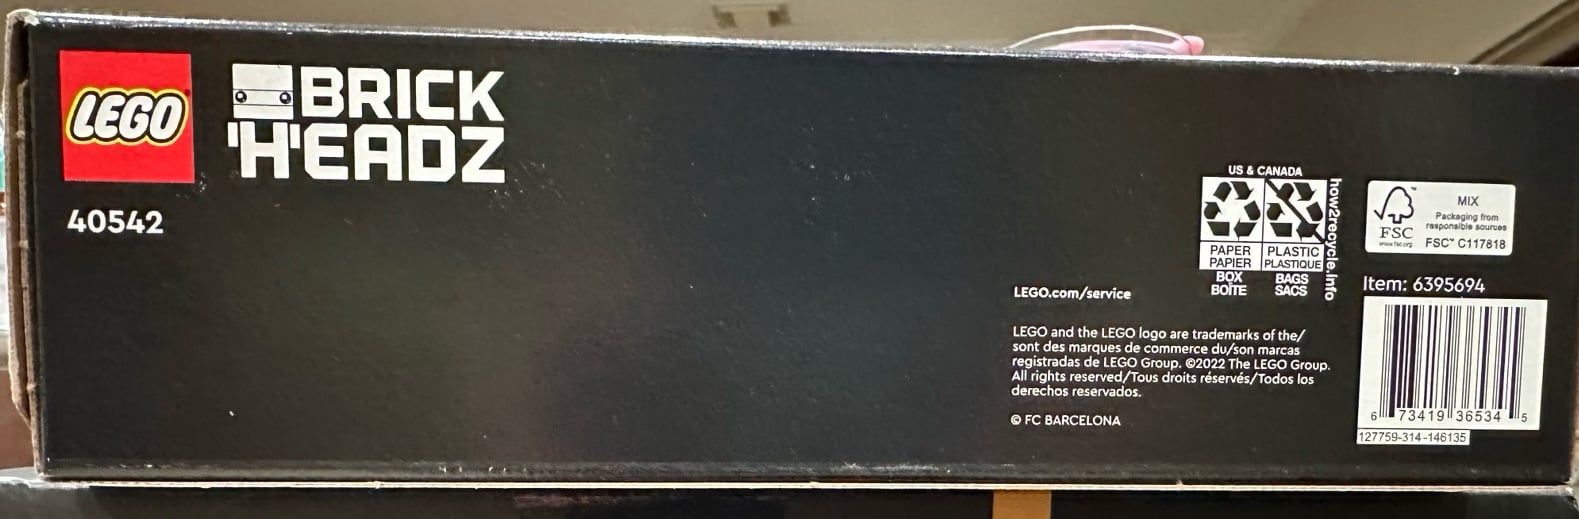 LEGO
BRICK
'H'EADZ
40542
US & CANADA
PAPER
PAPIER
BOX
BOÎTE
PLASTIC
PLASTIQUE
BAGS
SACS
how2recycle.info
FSC
www.fsc.org
MIX
Packaging from
responsible sources
FSC™ C117818
LEGO.com/service
LEGO and the LEGO logo are trademarks of the/
sont des marques de commerce du/son marcas
registradas de LEGO Group. ©2022 The LEGO Group.
All rights reserved/Tous droits réservés/Todos los
derechos reservados.
© FC BARCELONA
Item: 6395694
6 73419 36534 5
127759-314-146135